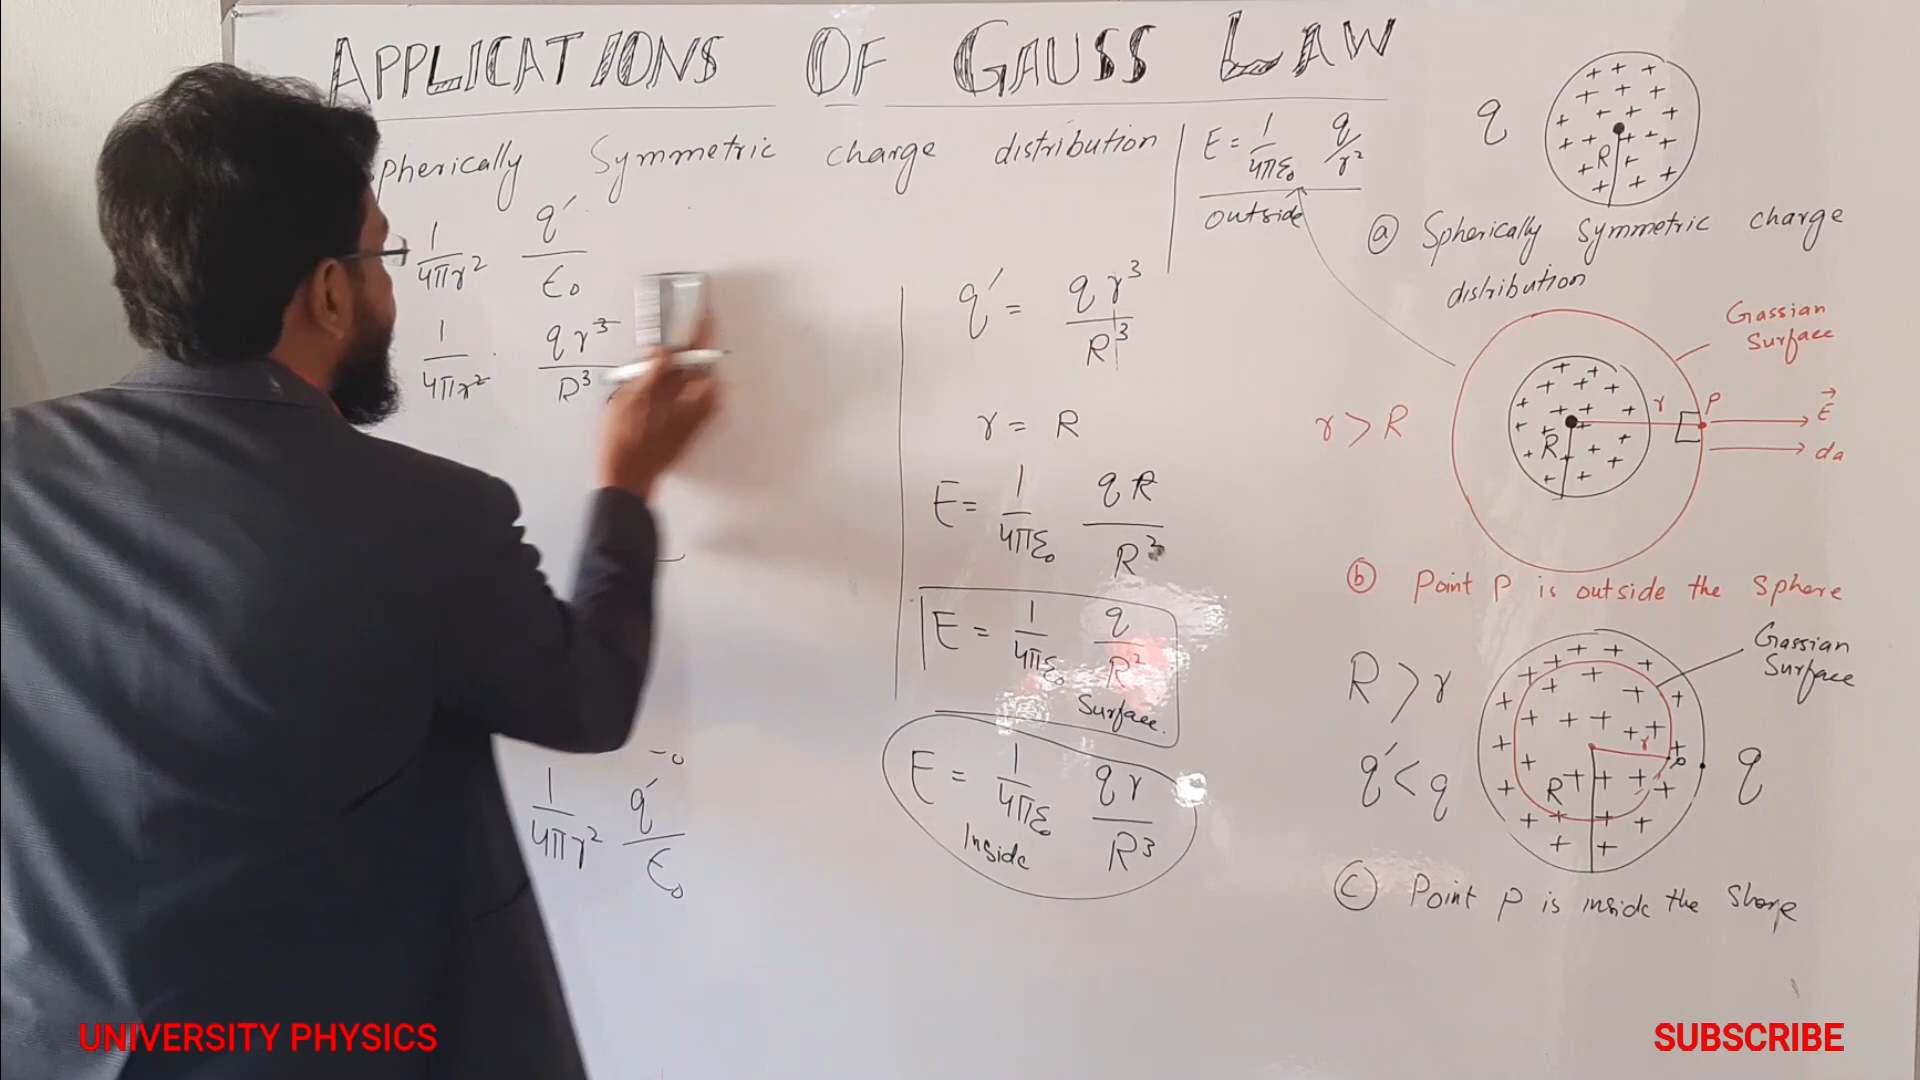 APPLICATIONS OF GAUSS LAW
Spherically Symmetric charge distribution
1/4πr² q′/ε₀
1/4πr² qr³/R³
1/4πr² q′/ε₀
q′ = qr³/R³
r = R
E = 1/4πε₀ qR/R³
E = 1/4πε₀ q/R²
Surface
E = 1/4πε₀ qr/R³
Inside
E = 1/4πε₀ q/r²
outside
q
R
ⓐ Spherically Symmetric charge
distribution
Gassian
Surface
r > R
R
r
P
E⃗
da
ⓑ Point P is outside the Sphere
Gassian
Surface
R > r
q′ < q
R
r
q
ⓒ Point P is inside the
UNIVERSITY PHYSICS
SUBSCRIBE